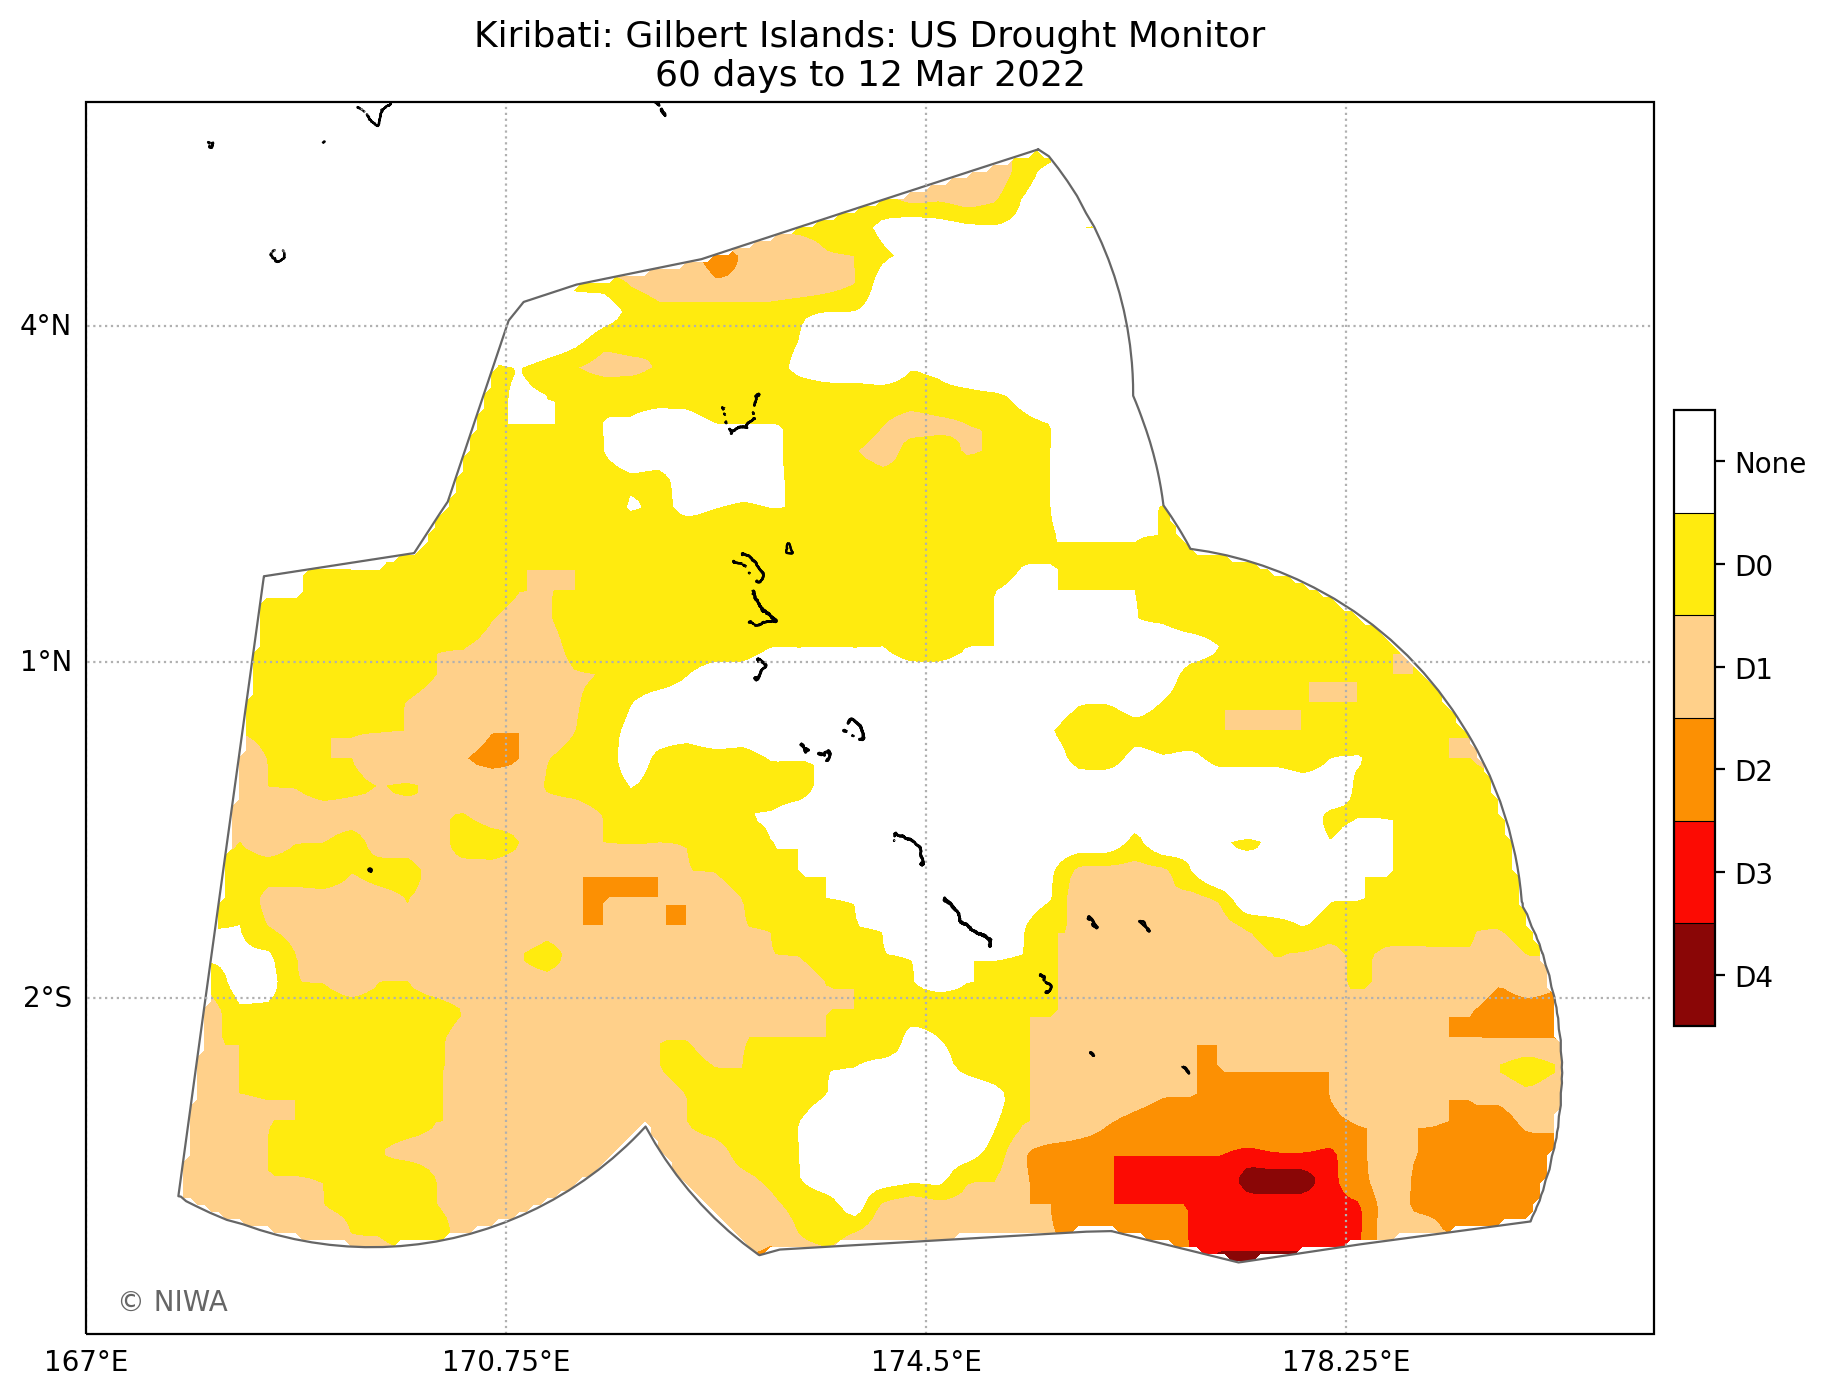 Kiribati: Gilbert Islands: US Drought Monitor
60 days to 12 Mar 2022
4°N
1°N
2°S
None
D0
D1
D2
D3
D4
© NIWA
167°E
170.75°E
174.5°E
178.25°E